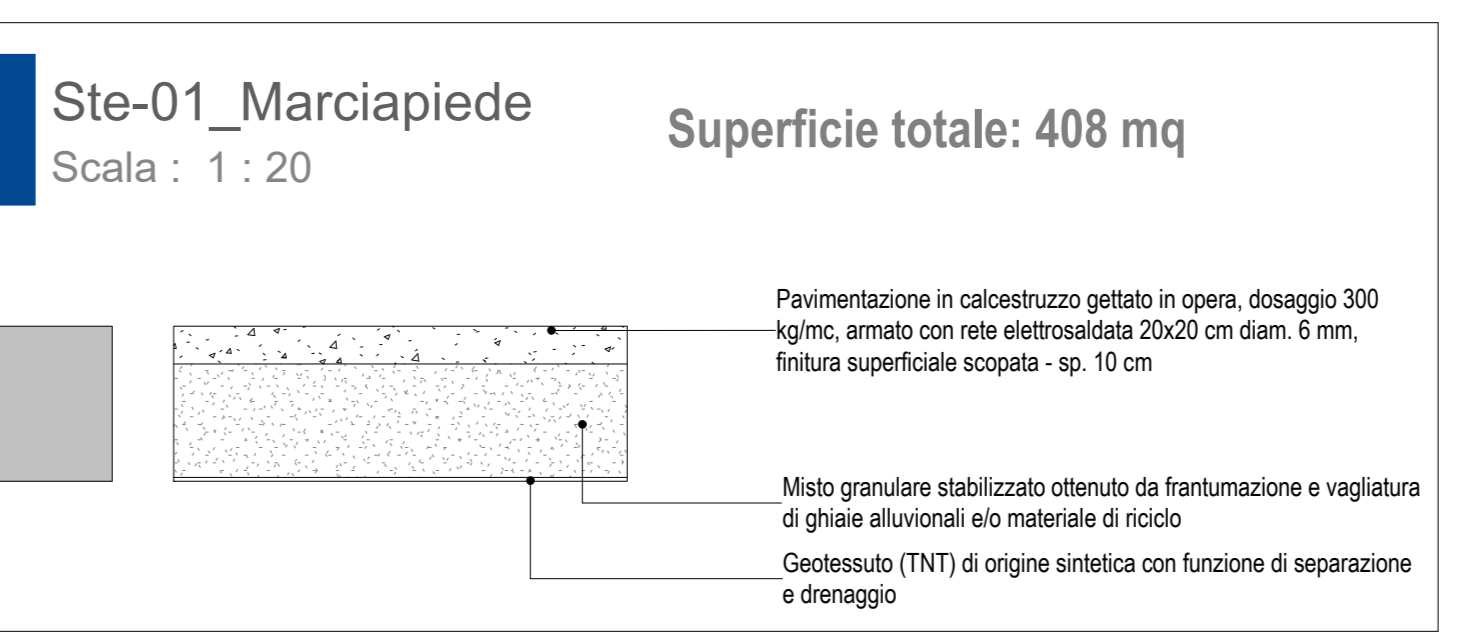 Ste-01_Marciapiede
Scala : 1 : 20
Superficie totale: 408 mq
Pavimentazione in calcestruzzo gettato in opera, dosaggio 300
kg/mc, armato con rete elettrosaldata 20x20 cm diam. 6 mm,
finitura superficiale scopata - sp. 10 cm
Misto granulare stabilizzato ottenuto da frantumazione e vagliatura
di ghiaie alluvionali e/o materiale di riciclo
Geotessuto (TNT) di origine sintetica con funzione di separazione
e drenaggio